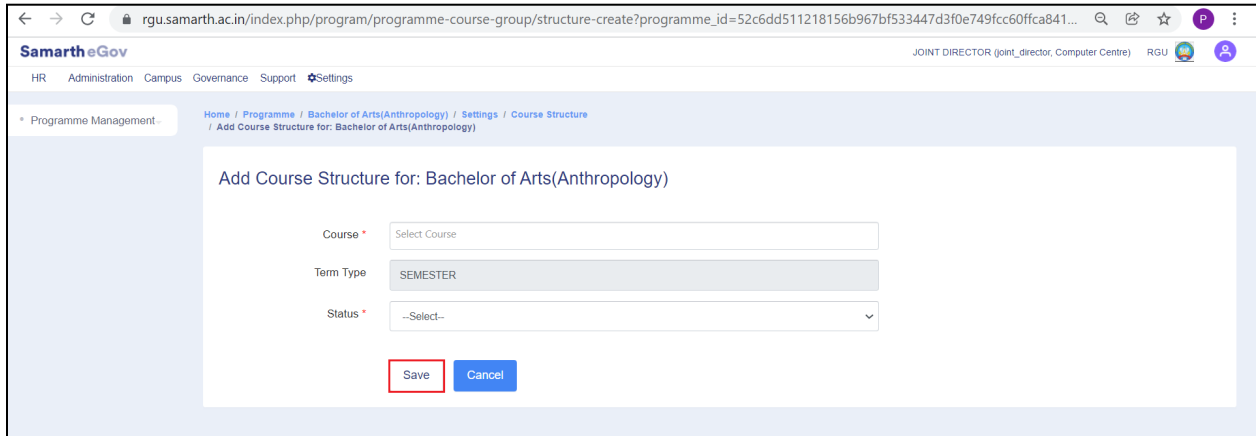 rgu.samarth.ac.in/index.php/program/programme-course-group/structure-create?programme_id=52c6dd511218156b967bf533447d3f0e749fcc60ffca841...
P
Samarth eGov
JOINT DIRECTOR (joint_director, Computer Centre) RGU
HR Administration Campus Governance Support Settings
Programme Management
Home / Programme / Bachelor of Arts(Anthropology) / Settings / Course Structure
/ Add Course Structure for: Bachelor of Arts(Anthropology)
Add Course Structure for: Bachelor of Arts(Anthropology)
Course * Select Course
Term Type SEMESTER
Status * --Select--
Save Cancel